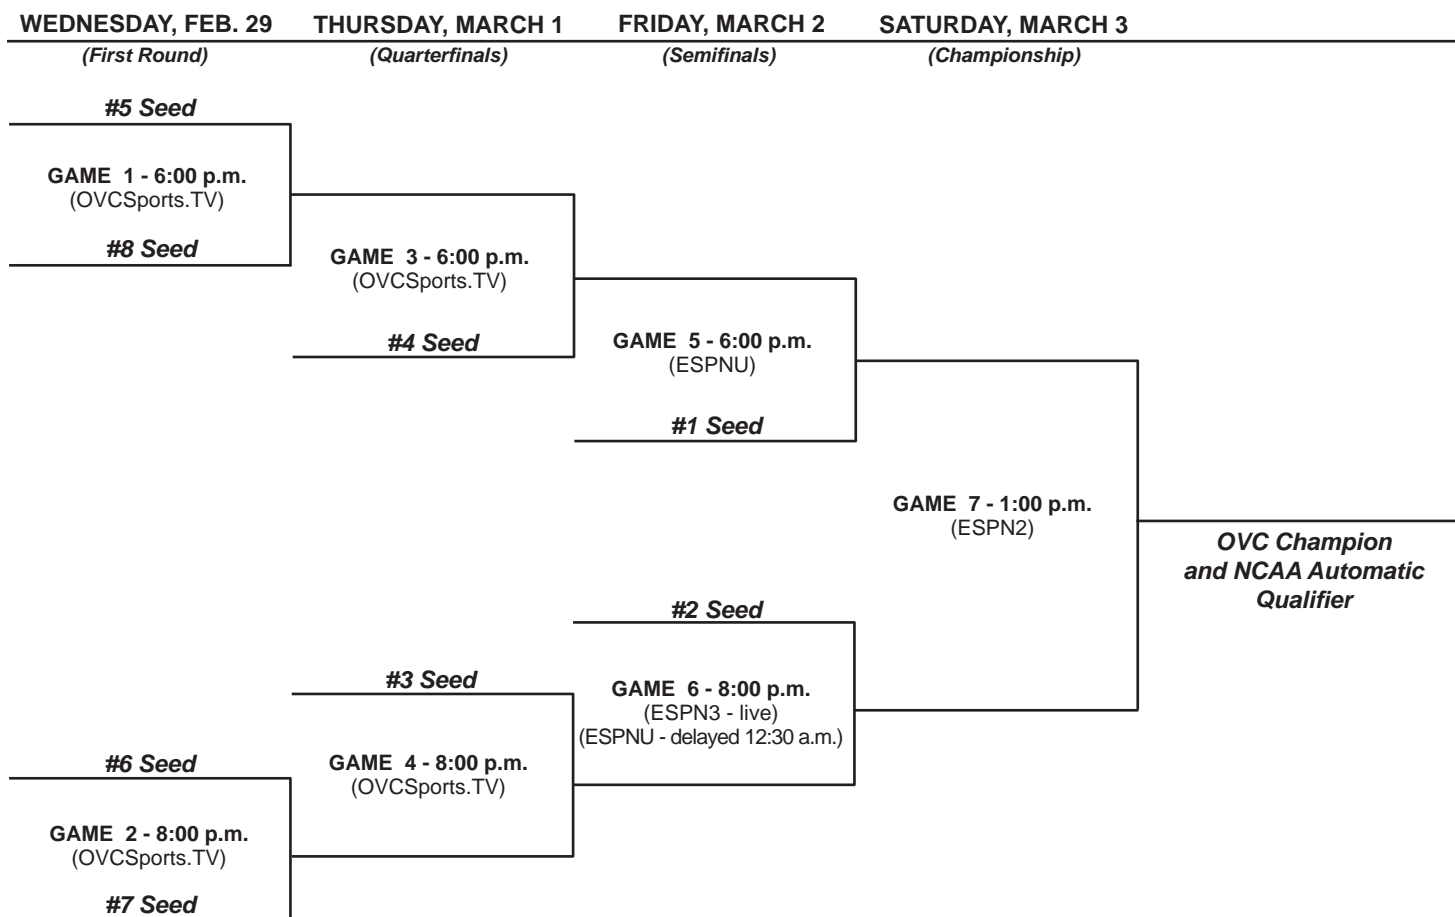 WEDNESDAY, FEB. 29
THURSDAY, MARCH 1
FRIDAY, MARCH 2
SATURDAY, MARCH 3
(First Round)
(Quarterfinals)
(Semifinals)
(Championship)
#5 Seed
GAME 1 - 6:00 p.m.
(OVCSports.TV)
#8 Seed
GAME 3 - 6:00 p.m.
(OVCSports.TV)
#4 Seed
GAME 5 - 6:00 p.m.
(ESPNU)
#1 Seed
GAME 7 - 1:00 p.m.
(ESPN2)
OVC Champion
and NCAA Automatic
Qualifier
#2 Seed
GAME 6 - 8:00 p.m.
(ESPN3 - live)
(ESPNU - delayed 12:30 a.m.)
#3 Seed
GAME 4 - 8:00 p.m.
(OVCSports.TV)
#6 Seed
GAME 2 - 8:00 p.m.
(OVCSports.TV)
#7 Seed